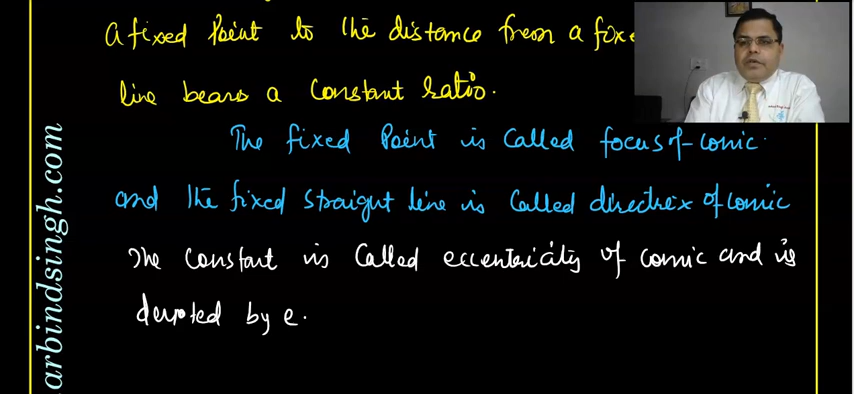 A fixed Point to the distance from a fixe
line bears a constant ratio.
The fixed Point is called focus of conic.
and the fixed straignt line is called directrix of conic
The constant is called eccentricity of conic and is
denoted by e.
arbindsingh.com